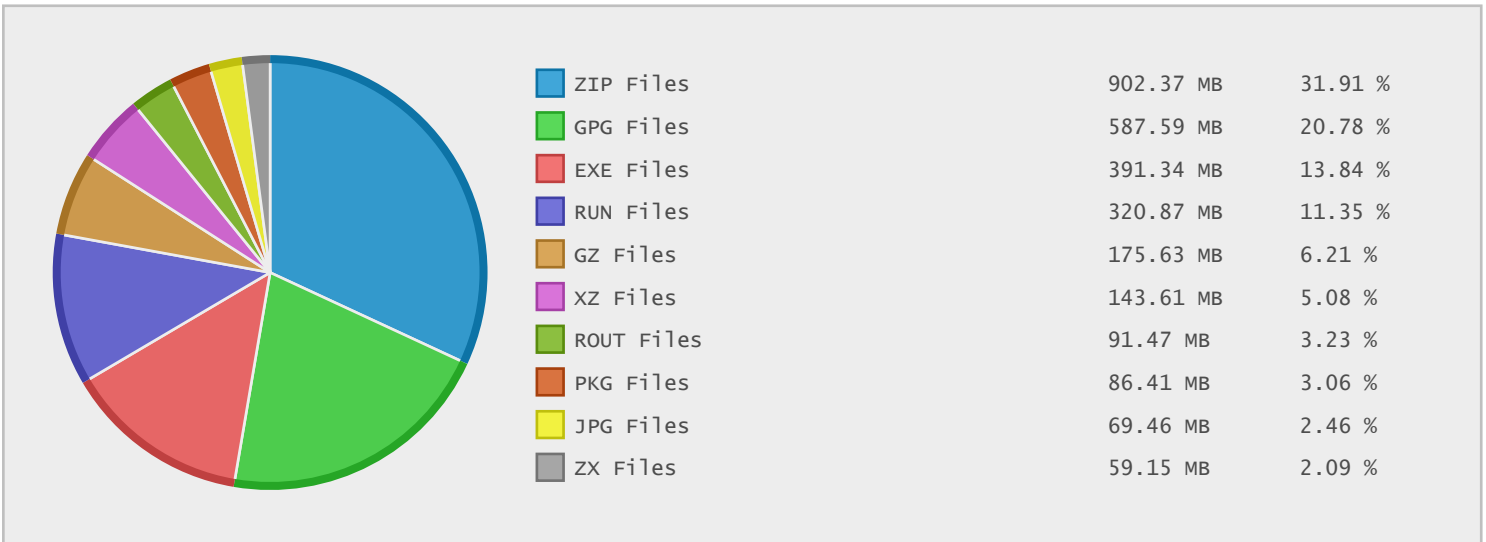 ZIP Files 902.37 MB 31.91 %
GPG Files 587.59 MB 20.78 %
EXE Files 391.34 MB 13.84 %
RUN Files 320.87 MB 11.35 %
GZ Files 175.63 MB 6.21 %
XZ Files 143.61 MB 5.08 %
ROUT Files 91.47 MB 3.23 %
PKG Files 86.41 MB 3.06 %
JPG Files 69.46 MB 2.46 %
ZX Files 59.15 MB 2.09 %